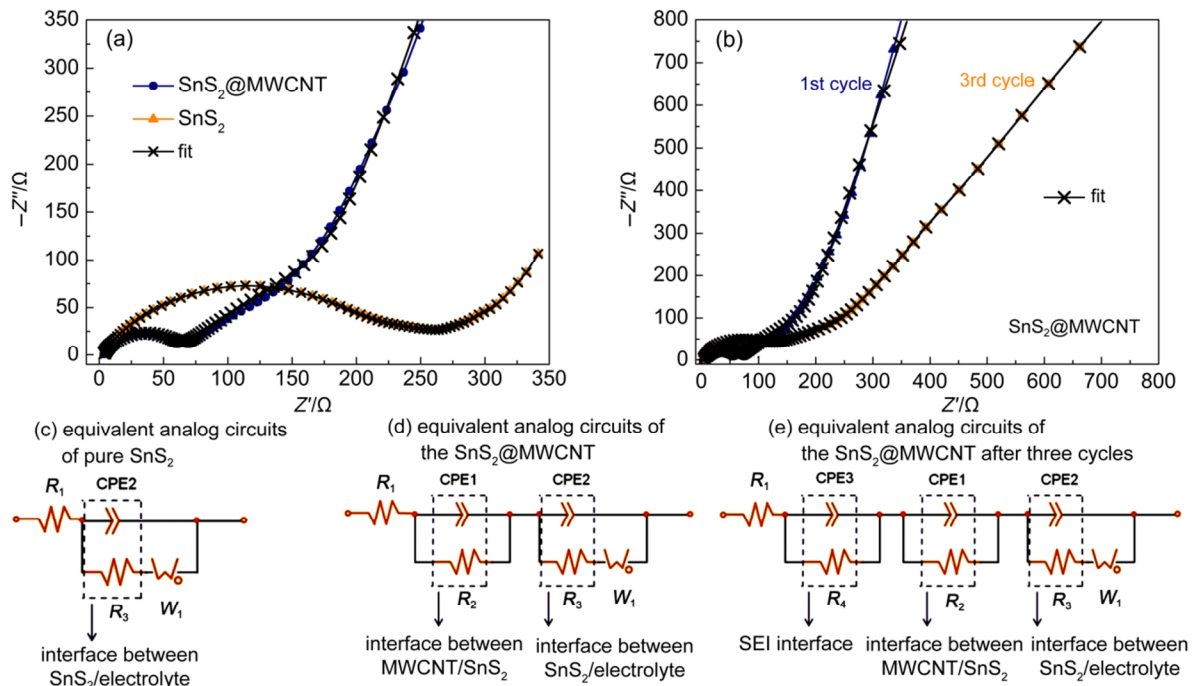 (a)
SnS2@MWCNT
SnS2
fit
−Z″/Ω
350
300
250
200
150
100
50
0
0 50 100 150 200 250 300 350
Z′/Ω
(b)
1st cycle
3rd cycle
fit
SnS2@MWCNT
−Z″/Ω
800
700
600
500
400
300
200
100
0
0 100 200 300 400 500 600 700 800
Z′/Ω
(c) equivalent analog circuits
of pure SnS2
R1
CPE2
R3
W1
interface between
SnS2/electrolyte
(d) equivalent analog circuits of
the SnS2@MWCNT
R1
CPE1
CPE2
R2
R3
W1
interface between
MWCNT/SnS2
interface between
SnS2/electrolyte
(e) equivalent analog circuits of
the SnS2@MWCNT after three cycles
R1
CPE3
CPE1
CPE2
R4
R2
R3
W1
SEI interface
interface between
MWCNT/SnS2
interface between
SnS2/electrolyte